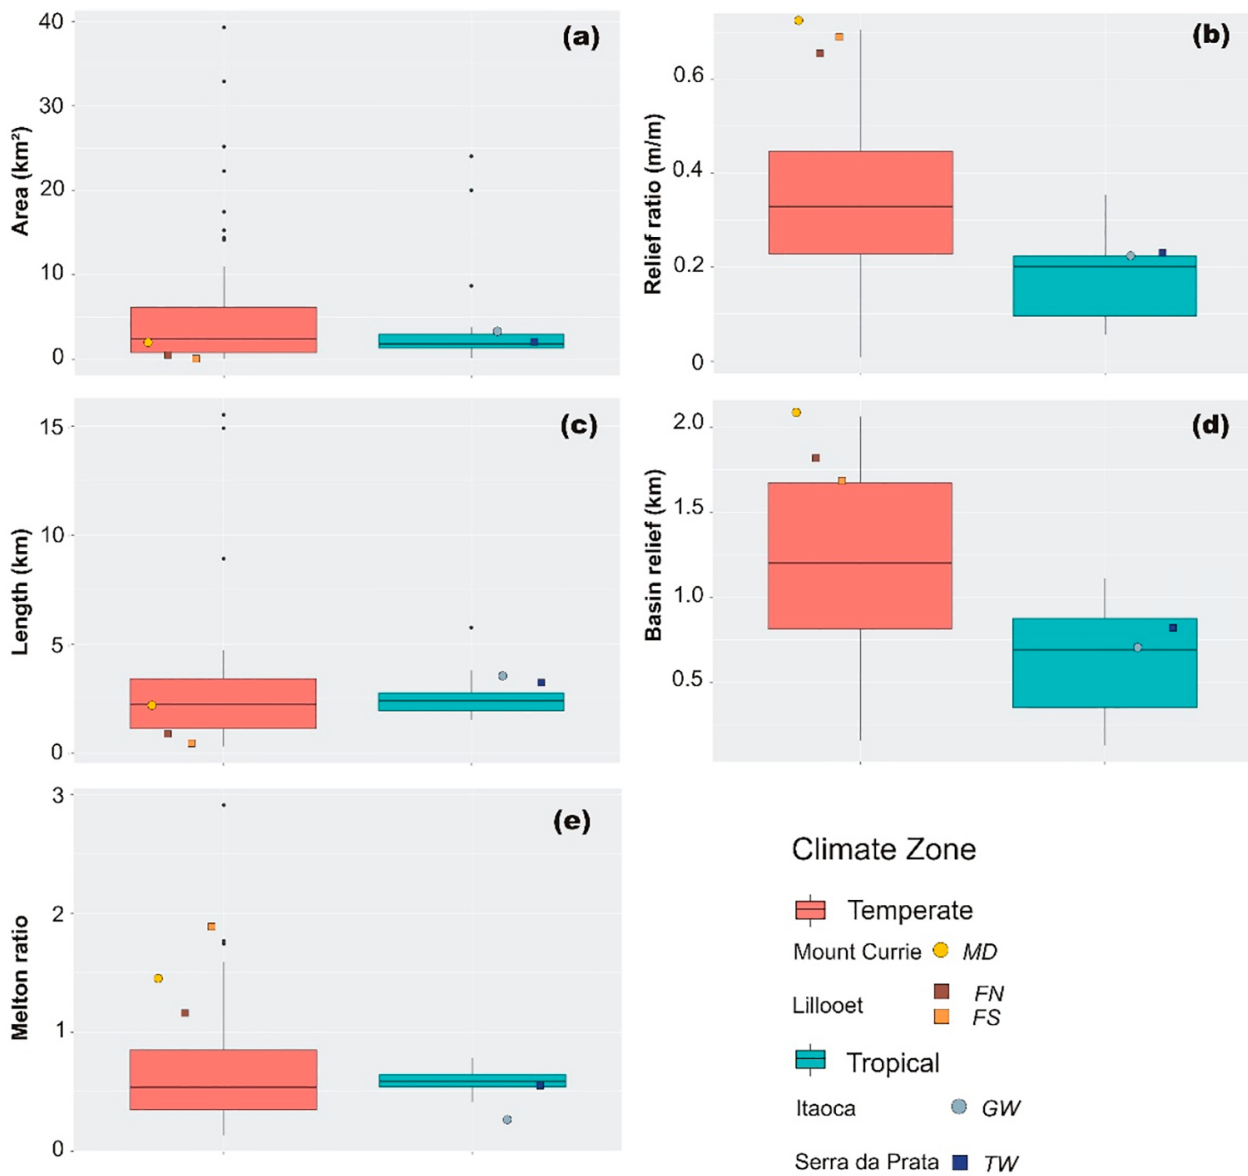 (a)
40
30
20
10
0
Area (km²)
(b)
0.6
0.4
0.2
0
Relief ratio (m/m)
(c)
15
10
5
0
Length (km)
(d)
2.0
1.5
1.0
0.5
Basin relief (km)
(e)
3
2
1
0
Melton ratio
Climate Zone
Temperate
Mount Currie MD
Lillooet FN
FS
Tropical
Itaoca GW
Serra da Prata TW